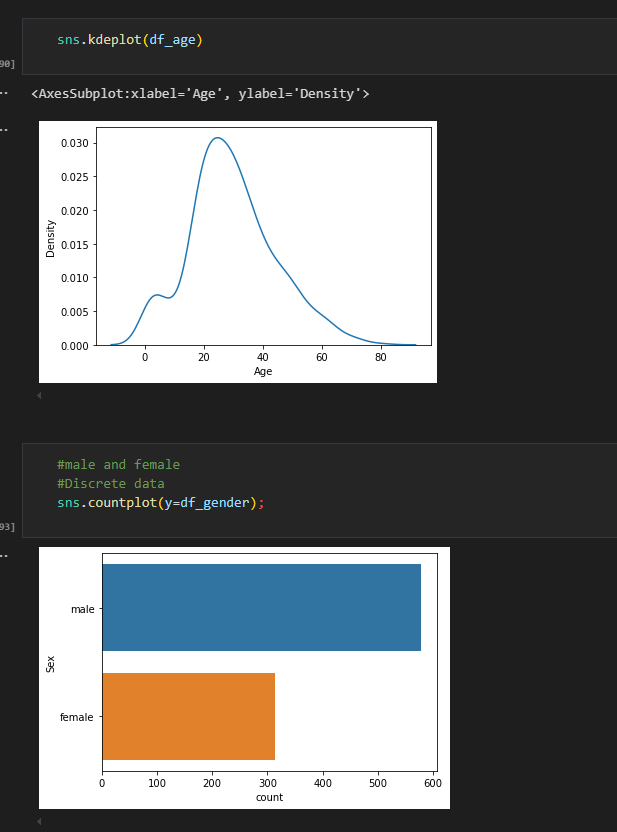 sns.kdeplot(df_age)
90]
<AxesSubplot:xlabel='Age', ylabel='Density'>
0.030
0.025
0.020
0.015
0.010
0.005
0.000
Density
0 20 40 60 80
Age
#male and female
#Discrete data
sns.countplot(y=df_gender);
93]
male
female
Sex
0 100 200 300 400 500 600
count